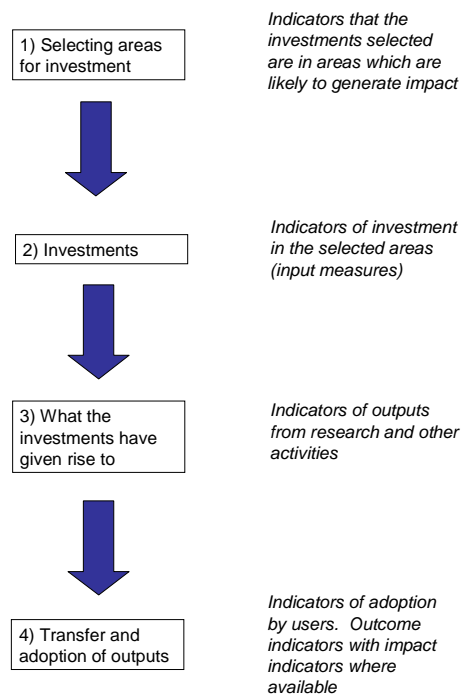 1) Selecting areas
for investment
Indicators that the
investments selected
are in areas which are
likely to generate impact
2) Investments
Indicators of investment
in the selected areas
(input measures)
3) What the
investments have
given rise to
Indicators of outputs
from research and other
activities
4) Transfer and
adoption of outputs
Indicators of adoption
by users.  Outcome
indicators with impact
indicators where
available